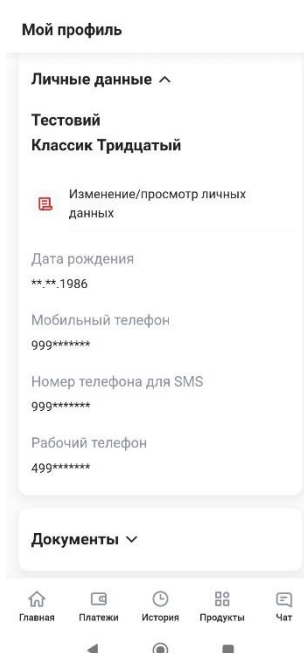 Мой профиль
Личные данные
Тестовий
Классик Тридцатый
Изменение/просмотр личных
данных
Дата рождения
**.**.1986
Мобильный телефон
999*******
Номер телефона для SMS
999*******
Рабочий телефон
499*******
Документы
Главная Платежи История Продукты Чат